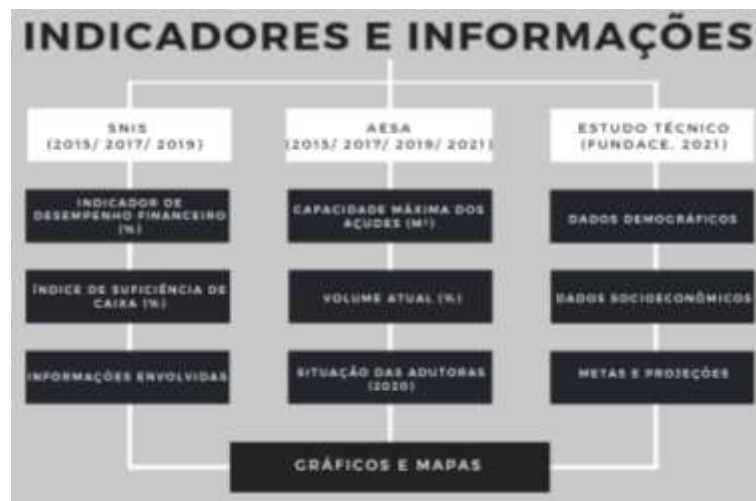 INDICADORES E INFORMAÇÕES
SNIS
(2015/ 2017/ 2019)
INDICADOR DE
DESEMPENHO FINANCEIRO
(%)
ÍNDICE DE SUFICIÊNCIA DE
CAIXA (%)
INFORMAÇÕES ENVOLVIDAS
AESA
(2015/ 2017/ 2019/ 2021)
CAPACIDADE MÁXIMA DOS
AÇUDES (M³)
VOLUME ATUAL (%)
SITUAÇÃO DAS ADUTORAS
(2020)
ESTUDO TÉCNICO
(FUNDACE, 2021)
DADOS DEMOGRÁFICOS
DADOS SOCIOECONÔMICOS
METAS E PROJEÇÕES
GRÁFICOS E MAPAS